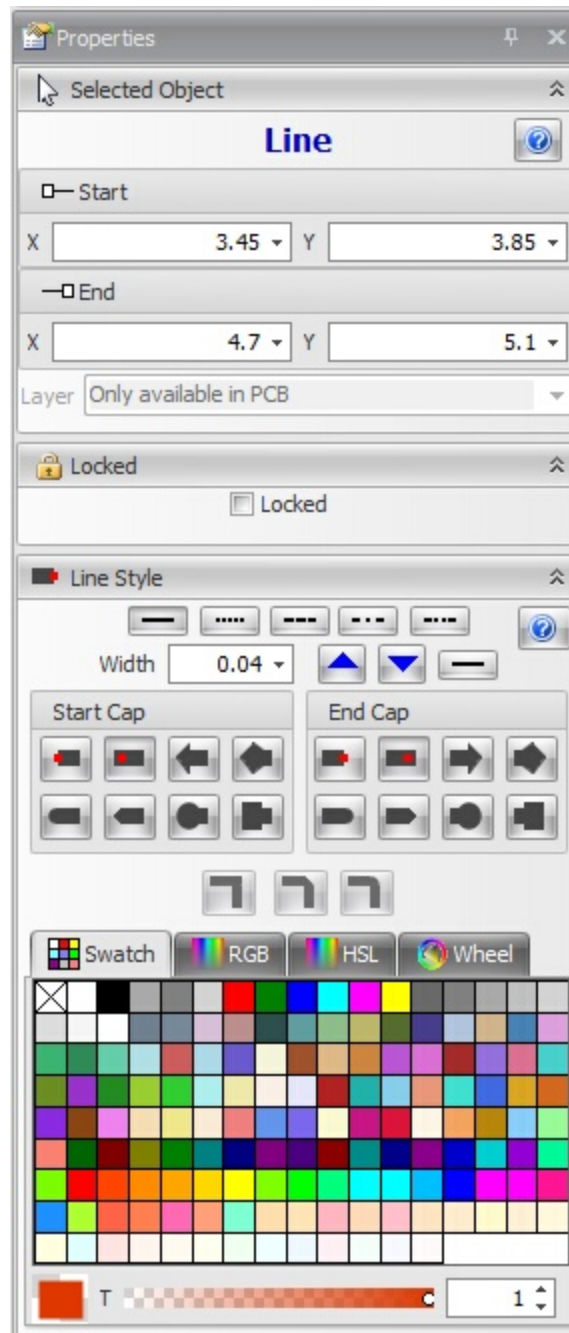 Properties
Selected Object
Line
Start
X 3.45 Y 3.85
End
X 4.7 Y 5.1
Layer Only available in PCB
Locked
Locked
Line Style
Width 0.04
Start Cap End Cap
Swatch RGB HSL Wheel
T 1